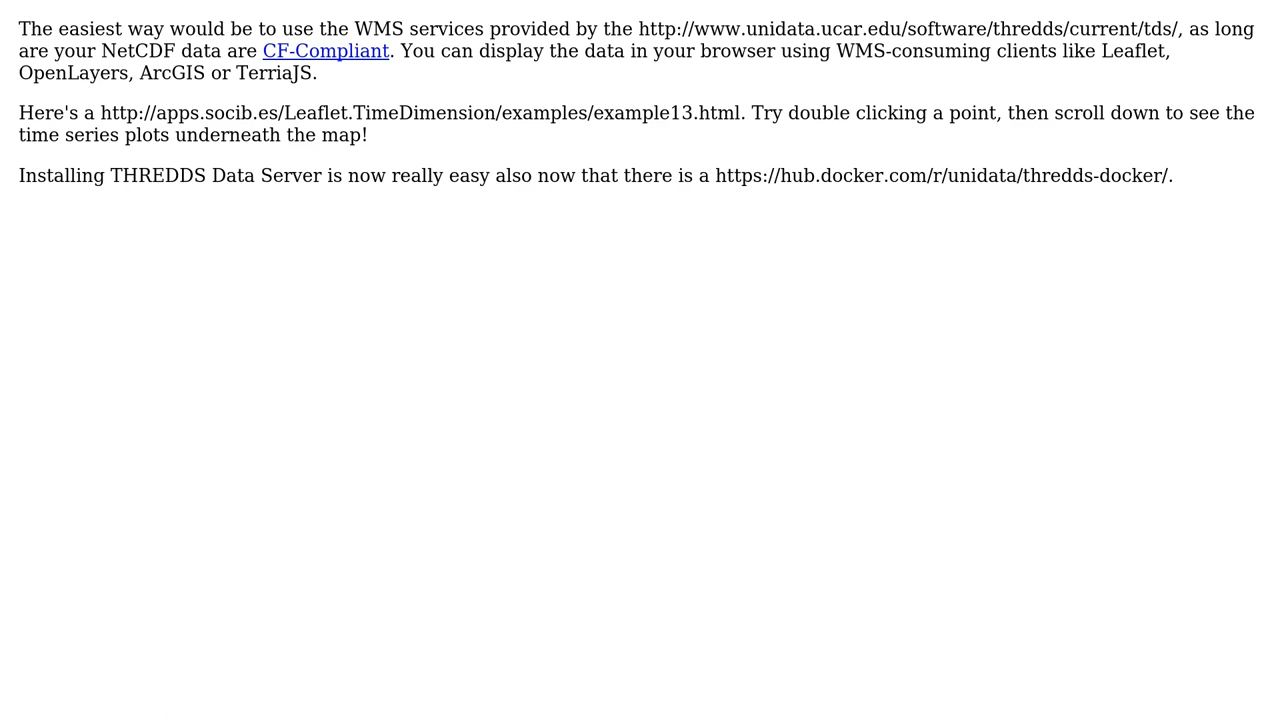 The easiest way would be to use the WMS services provided by the http://www.unidata.ucar.edu/software/thredds/current/tds/, as long
are your NetCDF data are CF-Compliant. You can display the data in your browser using WMS-consuming clients like Leaflet,
OpenLayers, ArcGIS or TerriaJS.
Here's a http://apps.socib.es/Leaflet.TimeDimension/examples/example13.html. Try double clicking a point, then scroll down to see the
time series plots underneath the map!
Installing THREDDS Data Server is now really easy also now that there is a https://hub.docker.com/r/unidata/thredds-docker/.